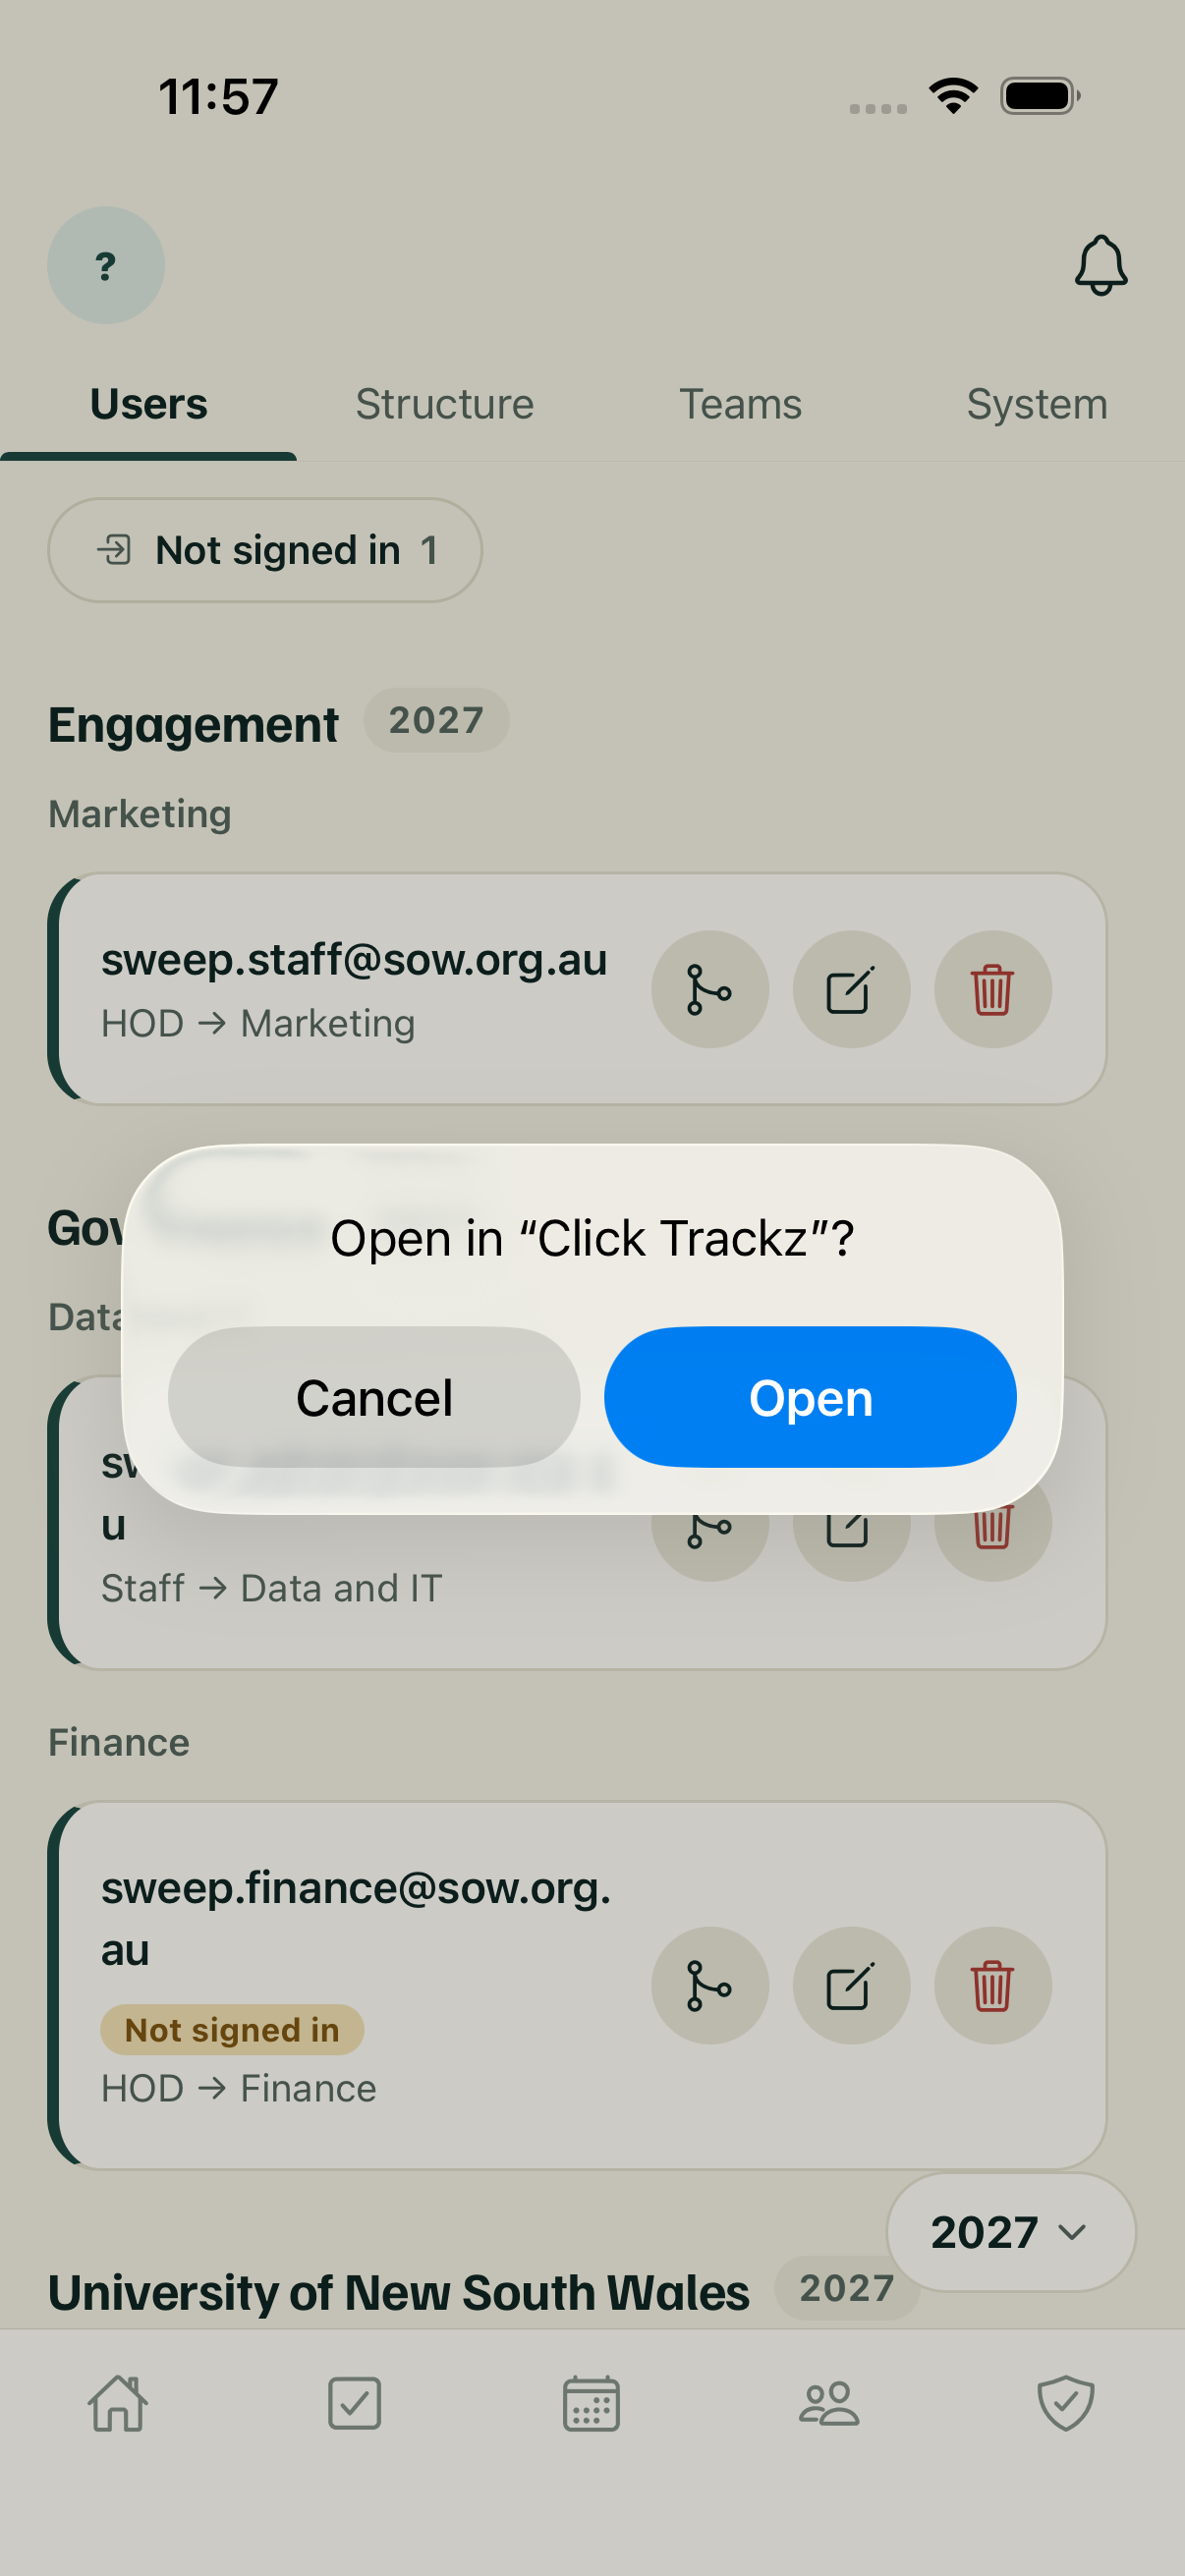 11:57
?
Users Structure Teams System
Not signed in 1
Engagement 2027
Marketing
sweep.staff@sow.org.au
HOD → Marketing
Open in “Click Trackz”?
Cancel Open
u
Staff → Data and IT
Finance
sweep.finance@sow.org.
au
Not signed in
HOD → Finance
2027
University of New South Wales 2027